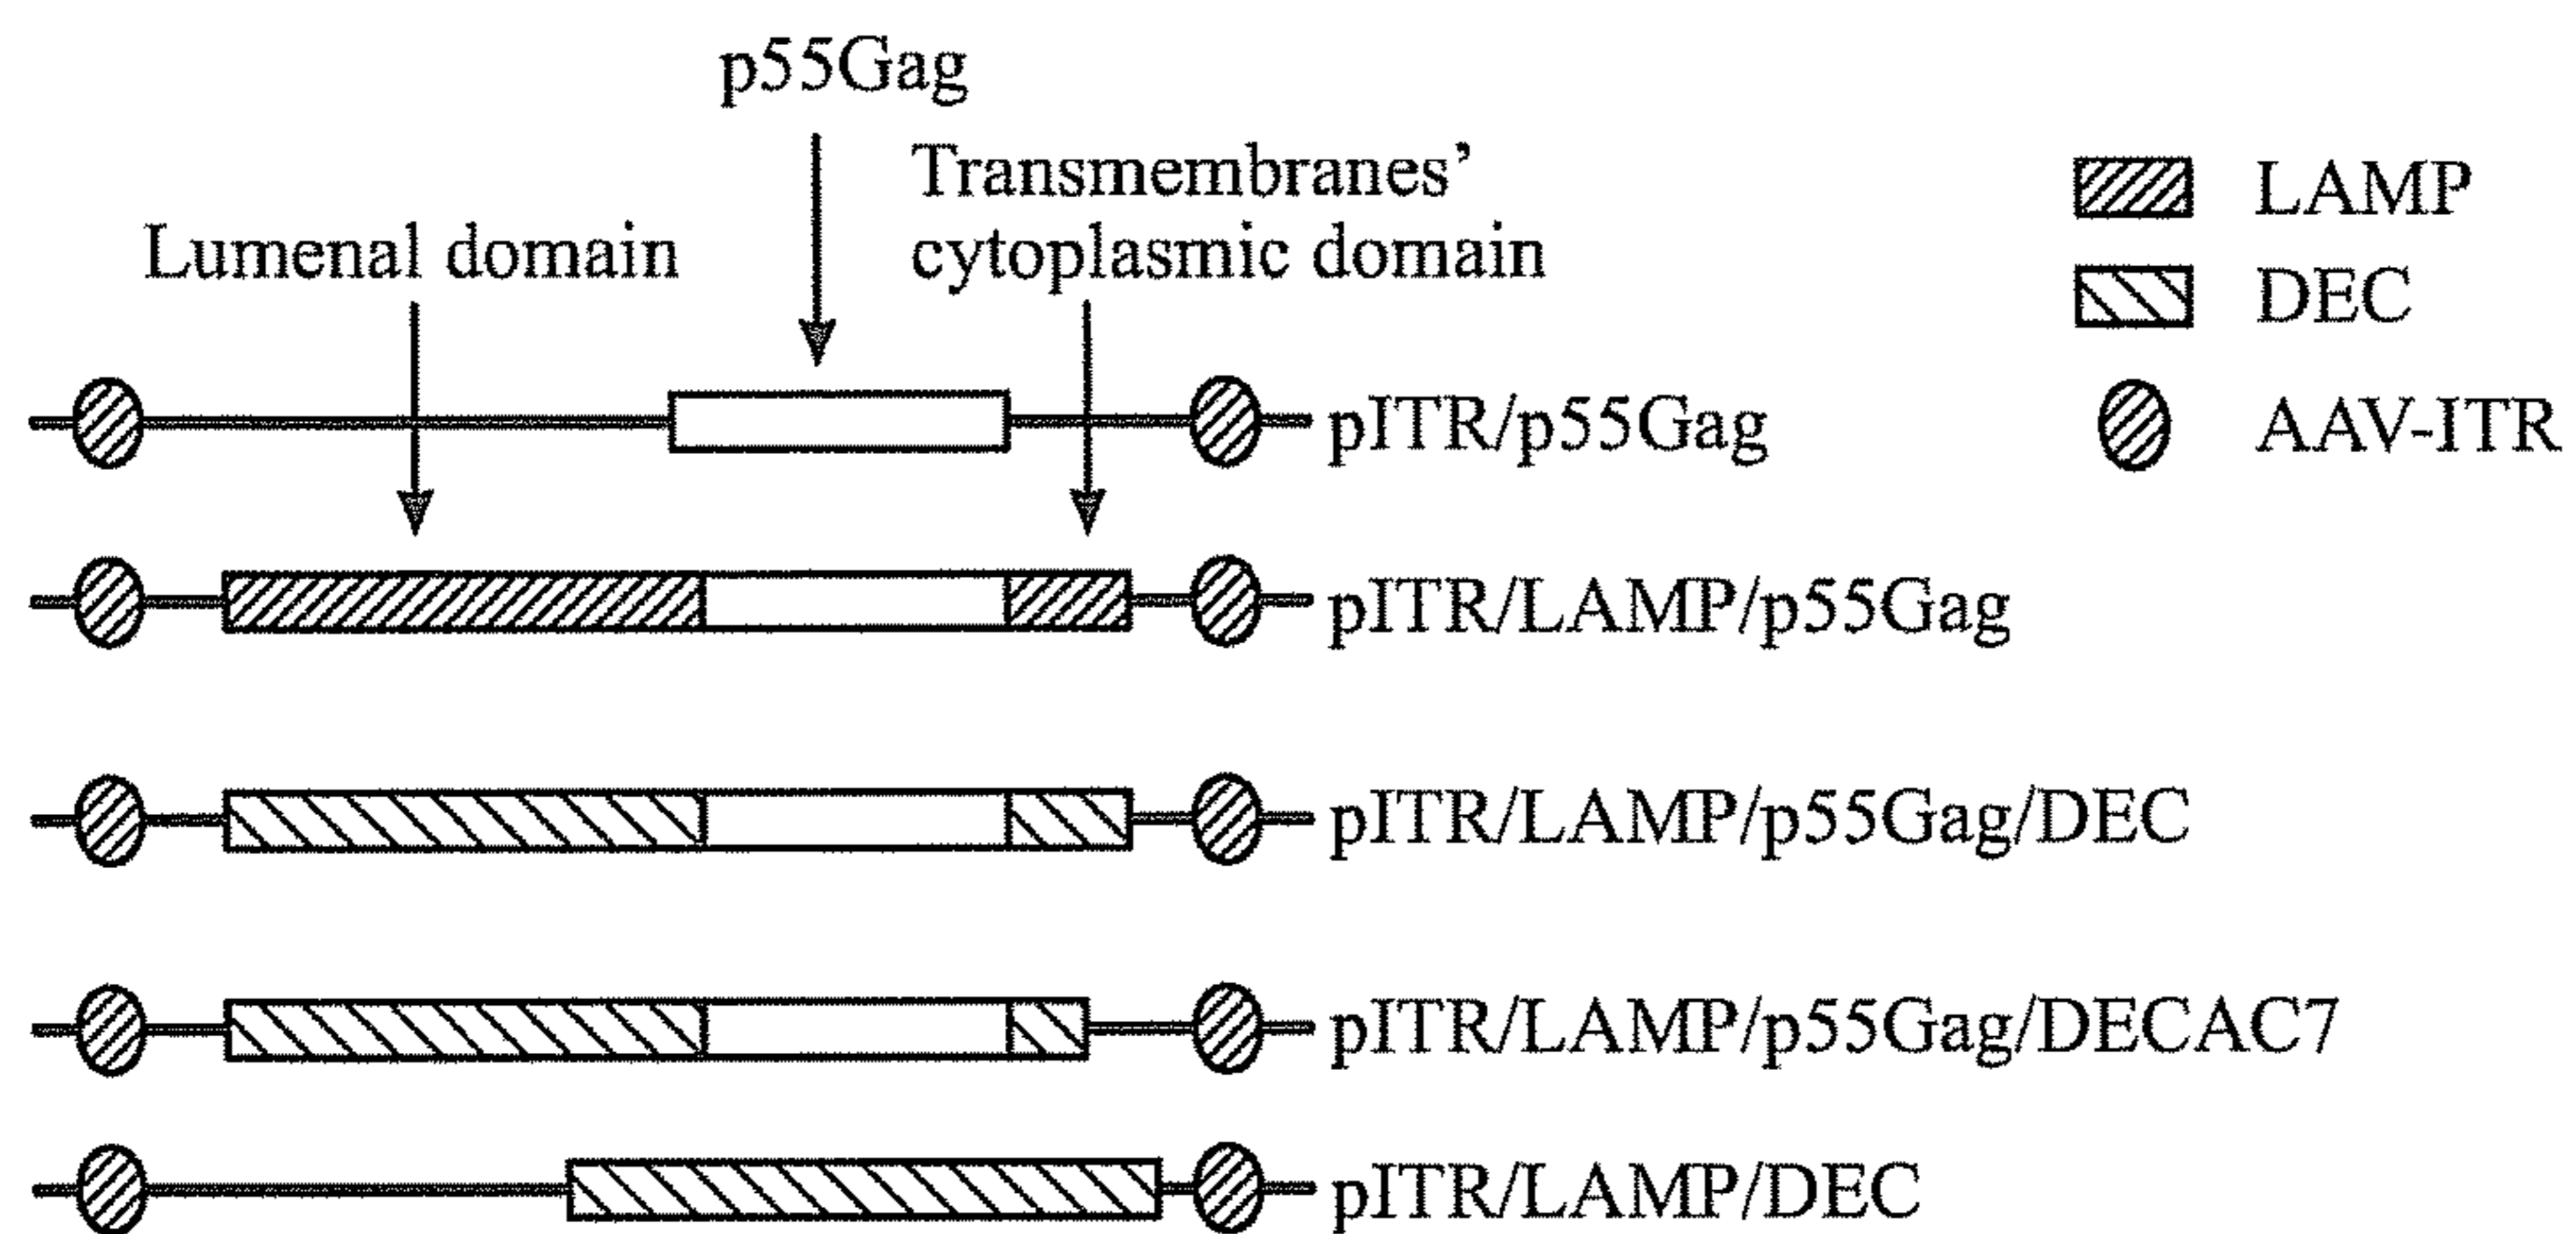 p55Gag
Transmembranes’
cytoplasmic domain
Lumenal domain
LAMP
DEC
AAV-ITR
pITR/p55Gag
pITR/LAMP/p55Gag
pITR/LAMP/p55Gag/DEC
pITR/LAMP/p55Gag/DECAC7
pITR/LAMP/DEC